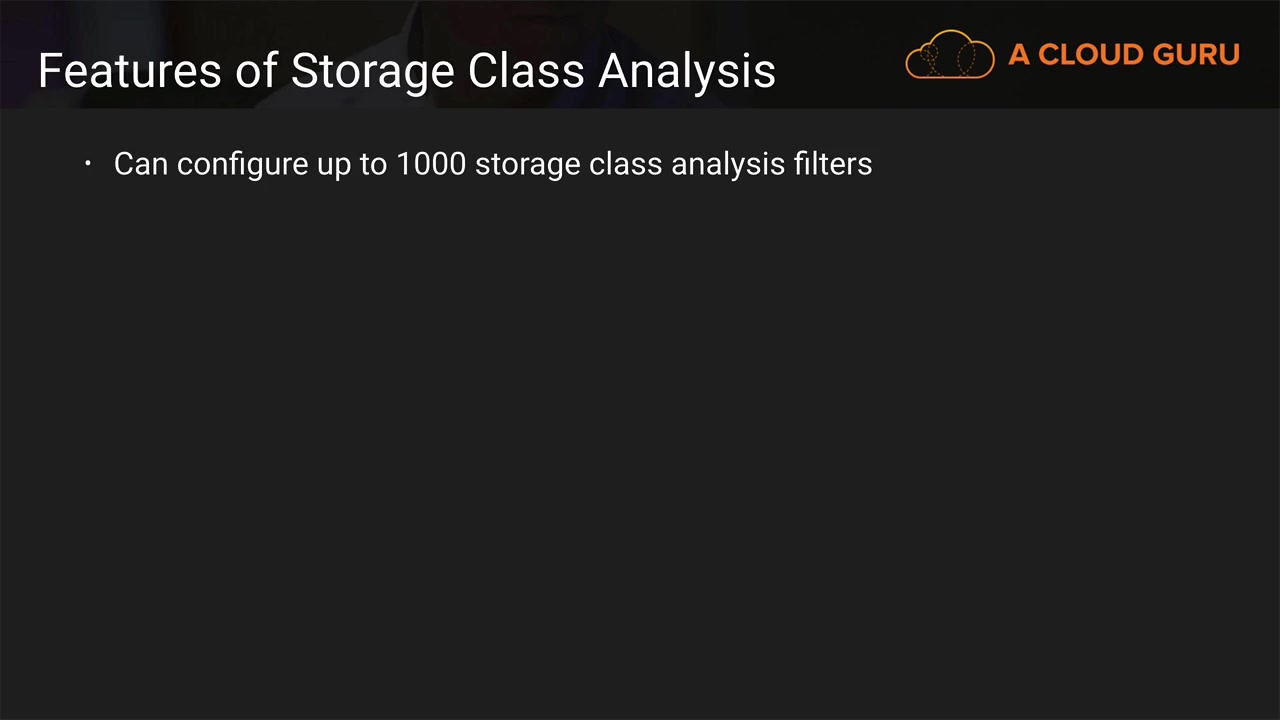 Features of Storage Class Analysis
A CLOUD GURU
· Can configure up to 1000 storage class analysis filters